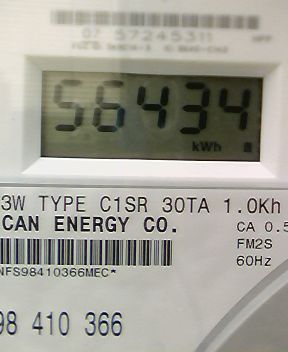 07 57245311
56434
kWh
3W TYPE C1SR 30TA 1.0Kh
CAN ENERGY CO.
CA 0.5
FM2S
60Hz
NFS98410366MEC*
98 410 366